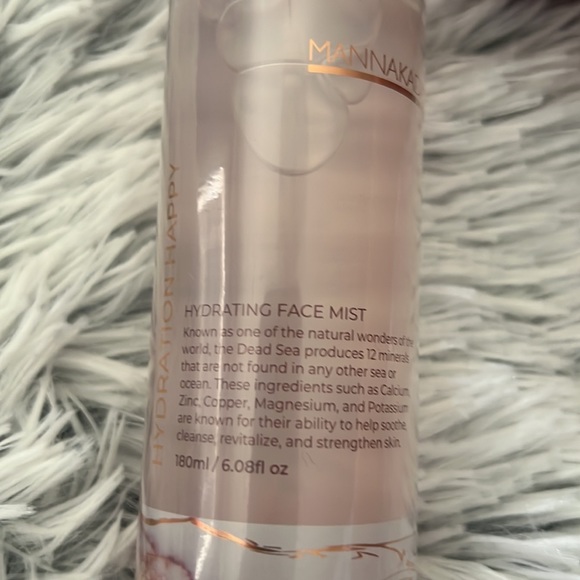 MANNAKAD
HYDRATION HAPPY
HYDRATING FACE MIST
Known as one of the natural wonders of the
world, the Dead Sea produces 12 minerals
that are not found in any other sea or
ocean. These ingredients such as Calcium,
Zinc, Copper, Magnesium, and Potassium
are known for their ability to help soothe,
cleanse, revitalize, and strengthen skin.
180ml / 6.08fl oz